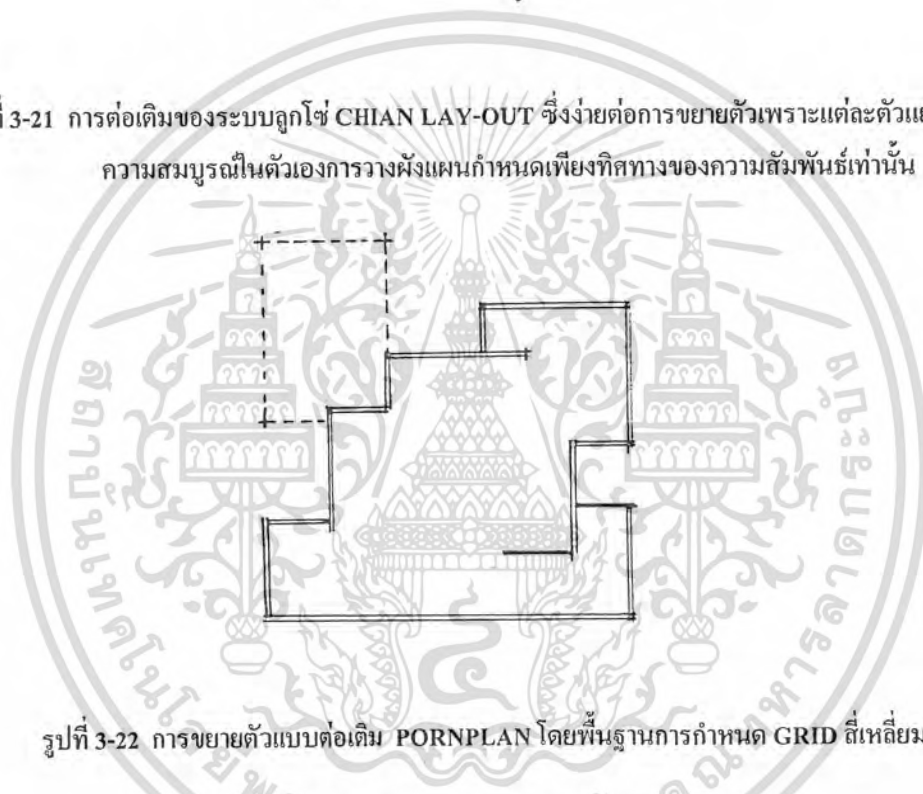 ที่ 3-21 การต่อเติมของระบบลูกโซ่ CHIAN LAY-OUT ซึ่งง่ายต่อการขยายตัวเพราะแต่ละตัวแย
ความสมบูรณ์ในตัวเองการวางผังแผนกำหนดเพียงทิศทางของความสัมพันธ์เท่านั้น
รูปที่ 3-22 การขยายตัวแบบต่อเติม PORNPLAN โดยพื้นฐานการกำหนด GRID สี่เหลี่ยม